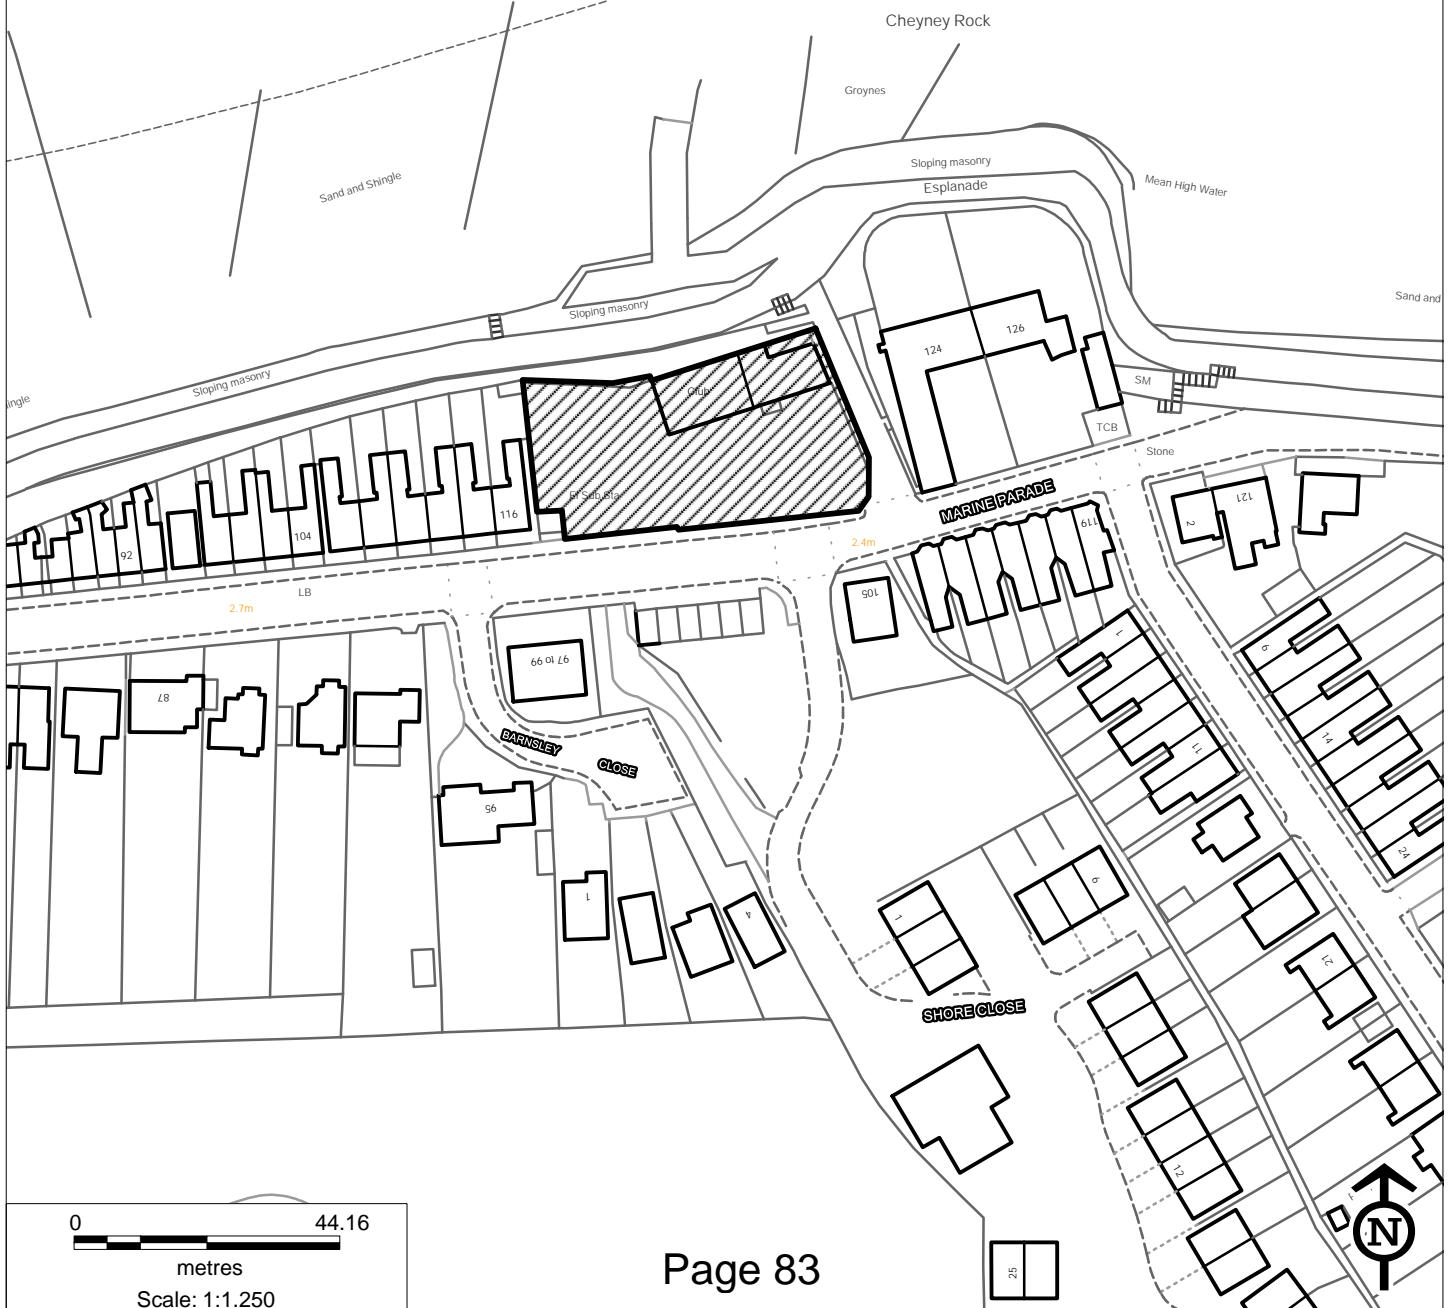 Cheyney Rock
Groynes
Sloping masonry
Esplanade
Mean High Water
Sand and Shingle
Sand and
Sloping masonry
Sloping masonry
ingle
124
126
SM
TCB
Stone
Club
El Sub Sta
MARINE PARADE
116
104
92
119
121
2
2.4m
2.7m
LB
105
97 to 99
87
BARNSLEY
CLOSE
95
1
4
1
11
9
14
24
21
1
6
SHORE CLOSE
12
25
0 44.16
metres
Scale: 1:1,250
Page 83
N